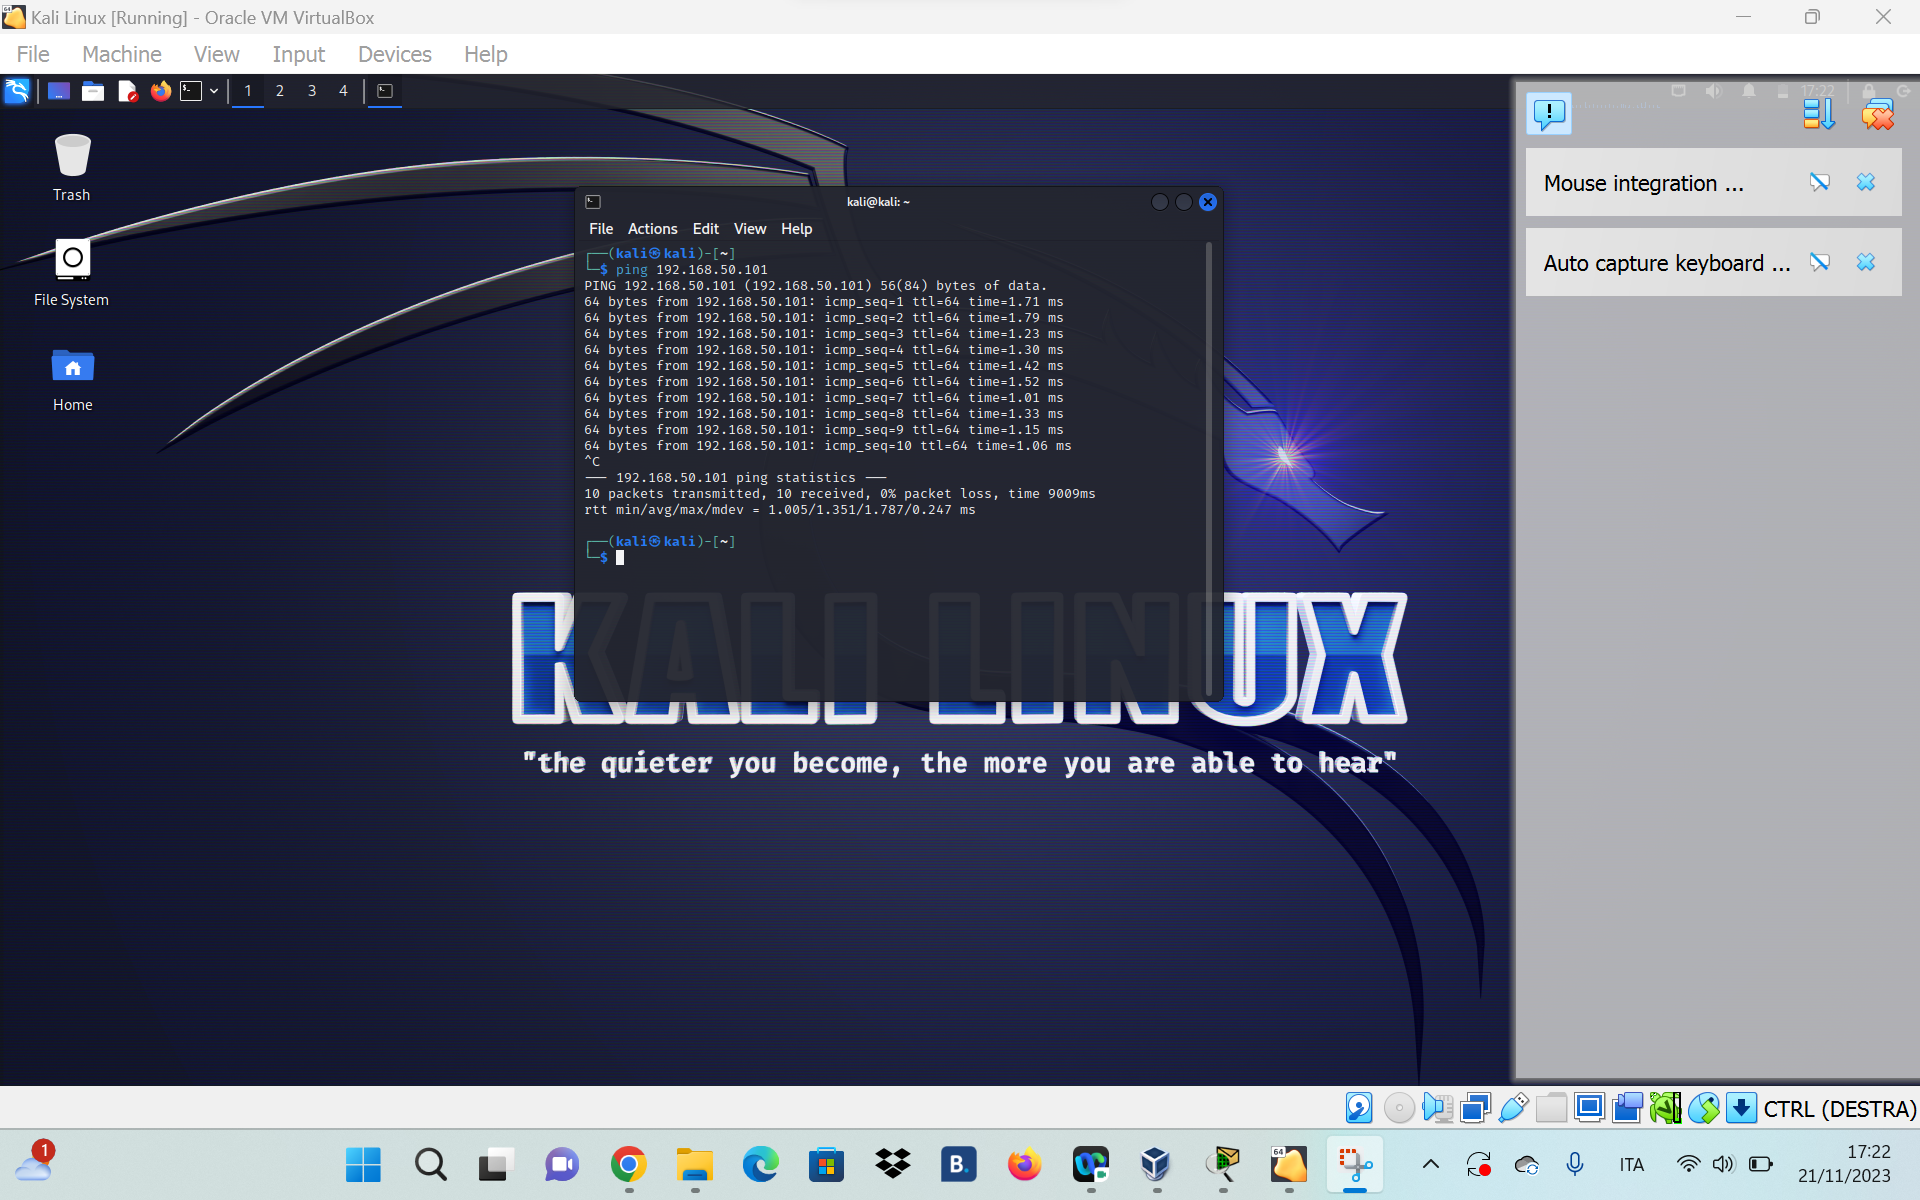 Kali Linux [Running] - Oracle VM VirtualBox
File Machine View Input Devices Help
1 2 3 4
17:22
Trash
File System
Home
kali@kali: ~
File Actions Edit View Help
┌──(kali㉿kali)-[~]
└─$ ping 192.168.50.101
PING 192.168.50.101 (192.168.50.101) 56(84) bytes of data.
64 bytes from 192.168.50.101: icmp_seq=1 ttl=64 time=1.71 ms
64 bytes from 192.168.50.101: icmp_seq=2 ttl=64 time=1.79 ms
64 bytes from 192.168.50.101: icmp_seq=3 ttl=64 time=1.23 ms
64 bytes from 192.168.50.101: icmp_seq=4 ttl=64 time=1.30 ms
64 bytes from 192.168.50.101: icmp_seq=5 ttl=64 time=1.42 ms
64 bytes from 192.168.50.101: icmp_seq=6 ttl=64 time=1.52 ms
64 bytes from 192.168.50.101: icmp_seq=7 ttl=64 time=1.01 ms
64 bytes from 192.168.50.101: icmp_seq=8 ttl=64 time=1.33 ms
64 bytes from 192.168.50.101: icmp_seq=9 ttl=64 time=1.15 ms
64 bytes from 192.168.50.101: icmp_seq=10 ttl=64 time=1.06 ms
^C
--- 192.168.50.101 ping statistics ---
10 packets transmitted, 10 received, 0% packet loss, time 9009ms
rtt min/avg/max/mdev = 1.005/1.351/1.787/0.247 ms
┌──(kali㉿kali)-[~]
└─$
KALI LINUX
"the quieter you become, the more you are able to hear"
Mouse integration ...
Auto capture keyboard ...
CTRL (DESTRA)
1
B.
64
ITA
17:22
21/11/2023